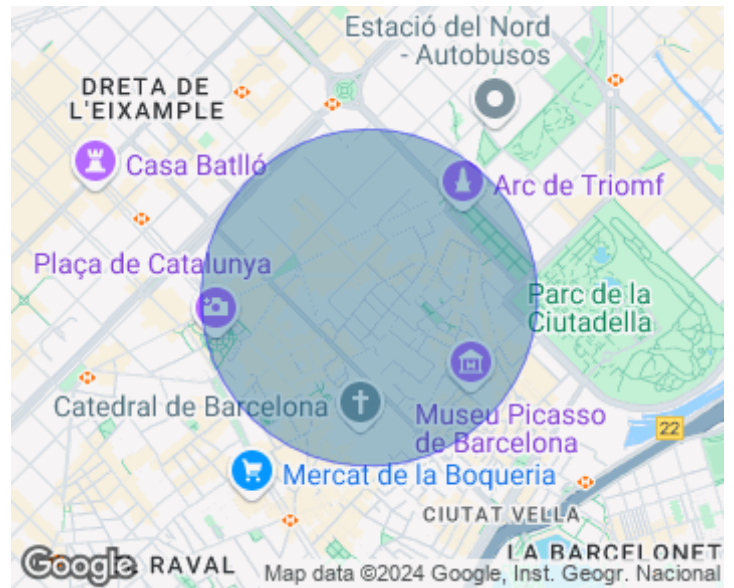 Estació del Nord
- Autobusos
DRETA DE
L'EIXAMPLE
Casa Batlló
Arc de Triomf
Plaça de Catalunya
Parc de la
Ciutadella
Catedral de Barcelona
Museu Picasso
de Barcelona
22
Mercat de la Boqueria
CIUTAT VELLA
LA BARCELONET
Google
RAVAL
Map data ©2024 Google, Inst. Geogr. Nacional